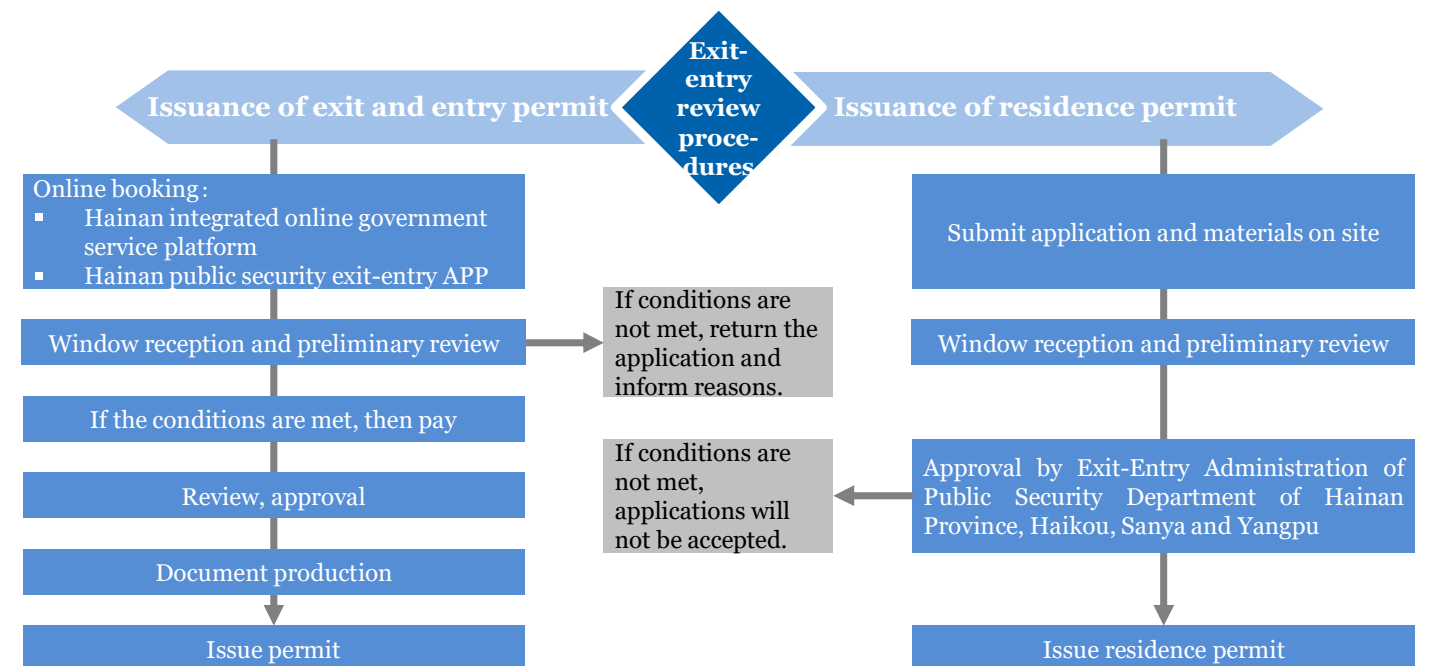 Exit-
entry
review
proce-
dures
Issuance of exit and entry permit
Issuance of residence permit
Online booking：
▪ Hainan integrated online government
service platform
▪ Hainan public security exit-entry APP
Window reception and preliminary review
If the conditions are met, then pay
Review, approval
Document production
Issue permit
If conditions are
not met, return the
application and
inform reasons.
If conditions are
not met,
applications will
not be accepted.
Submit application and materials on site
Window reception and preliminary review
Approval by Exit-Entry Administration of
Public Security Department of Hainan
Province, Haikou, Sanya and Yangpu
Issue residence permit